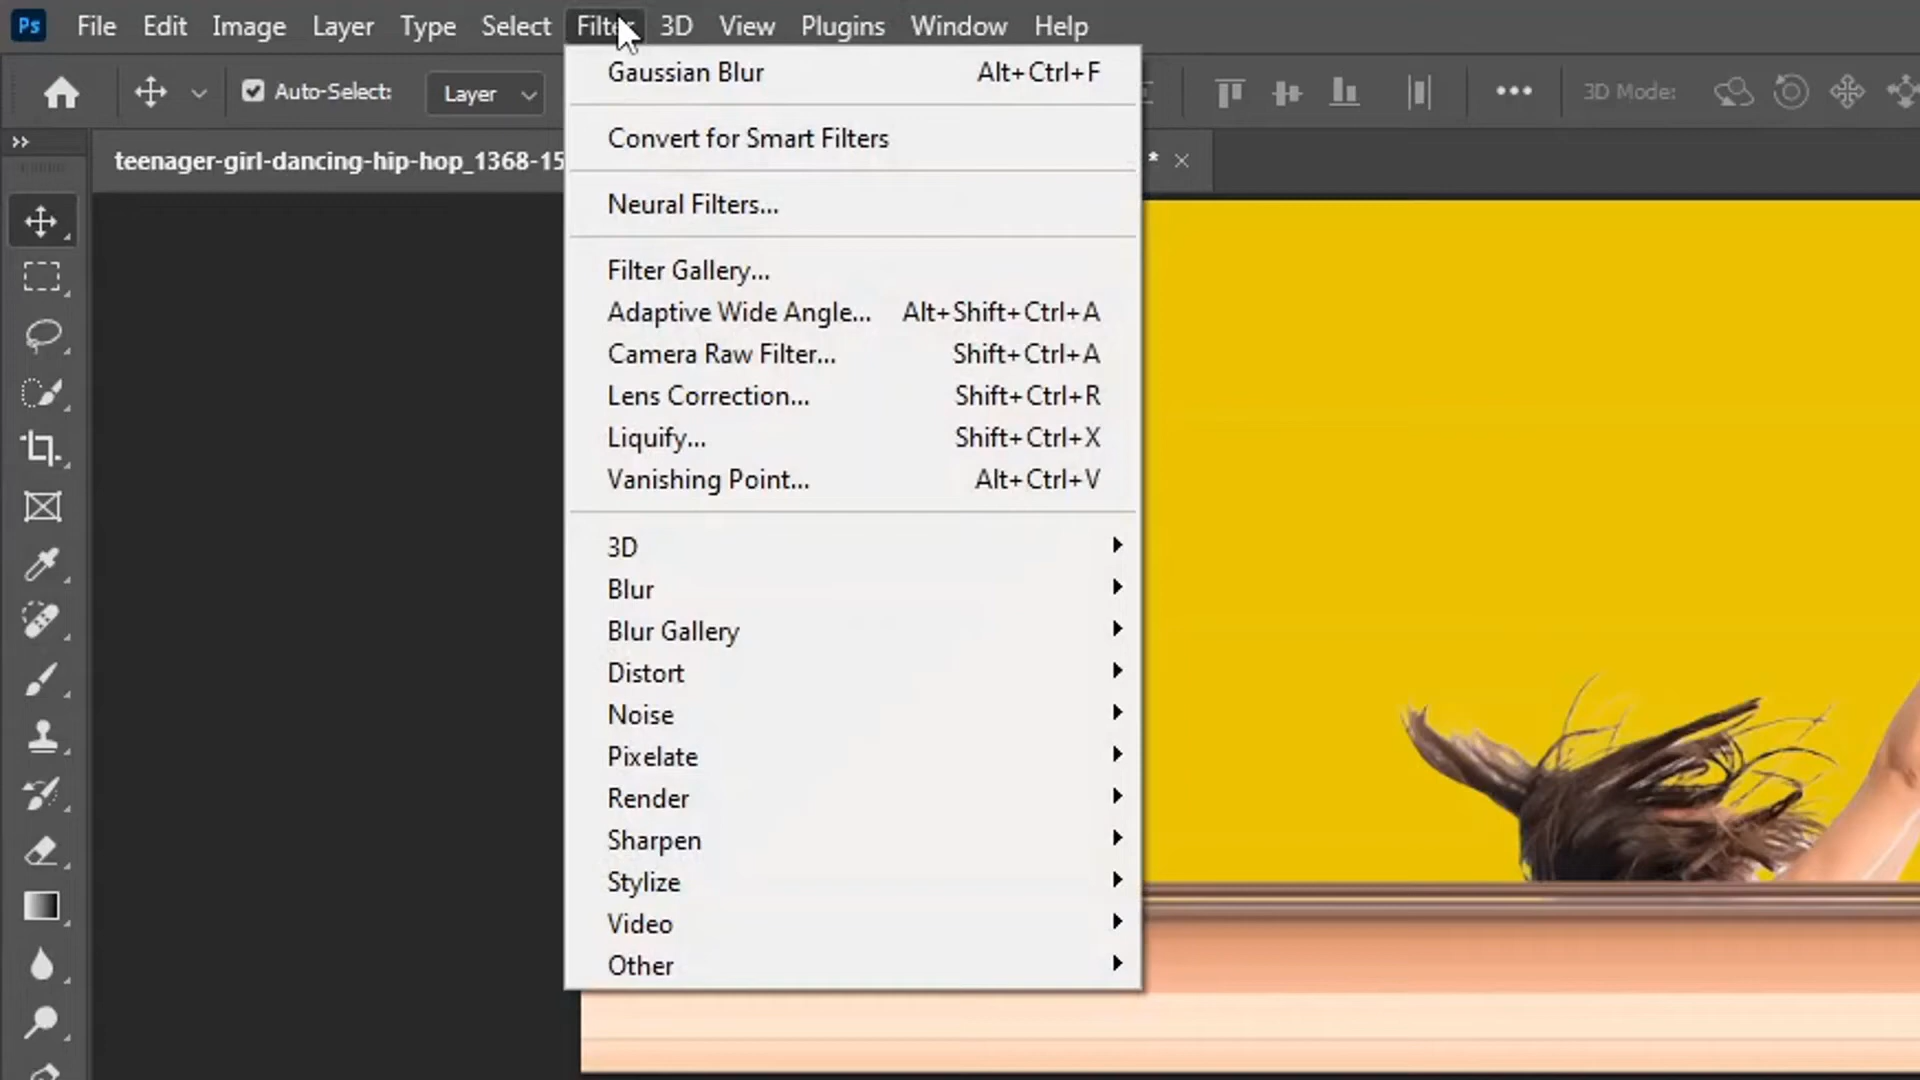 Ps File Edit Image Layer Type Select Filter 3D View Plugins Window Help
Auto-Select: Layer 3D Mode:
teenager-girl-dancing-hip-hop_1368-15 *
Gaussian Blur Alt+Ctrl+F
Convert for Smart Filters
Neural Filters...
Filter Gallery...
Adaptive Wide Angle... Alt+Shift+Ctrl+A
Camera Raw Filter... Shift+Ctrl+A
Lens Correction... Shift+Ctrl+R
Liquify... Shift+Ctrl+X
Vanishing Point... Alt+Ctrl+V
3D
Blur
Blur Gallery
Distort
Noise
Pixelate
Render
Sharpen
Stylize
Video
Other